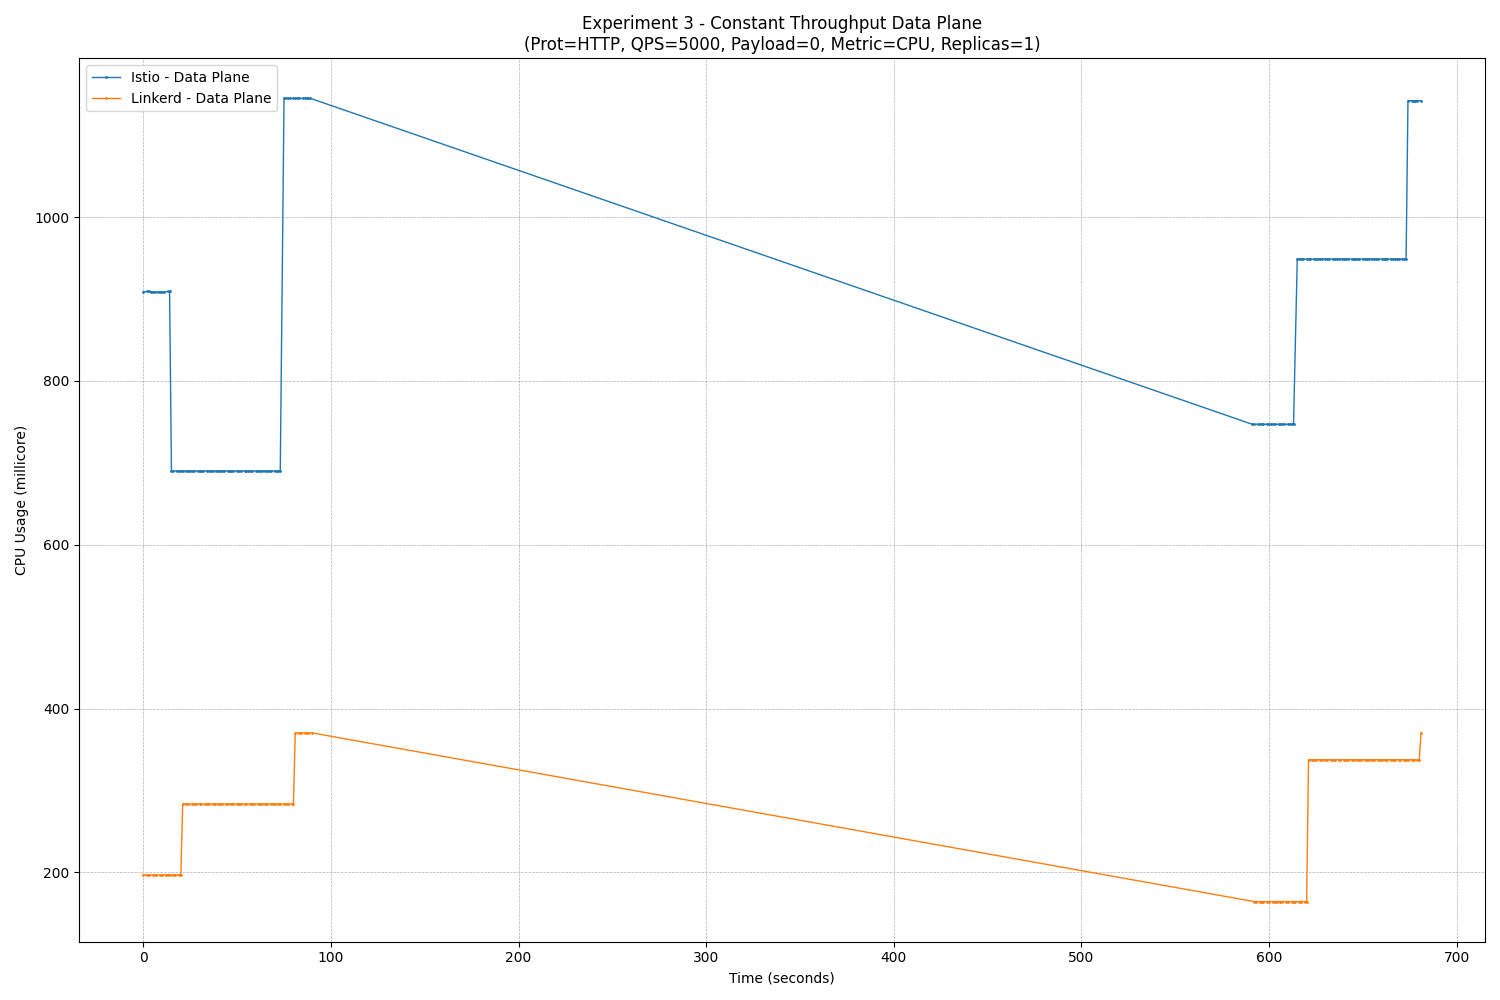 Experiment 3 - Constant Throughput Data Plane
(Prot=HTTP, QPS=5000, Payload=0, Metric=CPU, Replicas=1)
Istio - Data Plane
Linkerd - Data Plane
CPU Usage (millicore)
1000
800
600
400
200
0 100 200 300 400 500 600 700
Time (seconds)